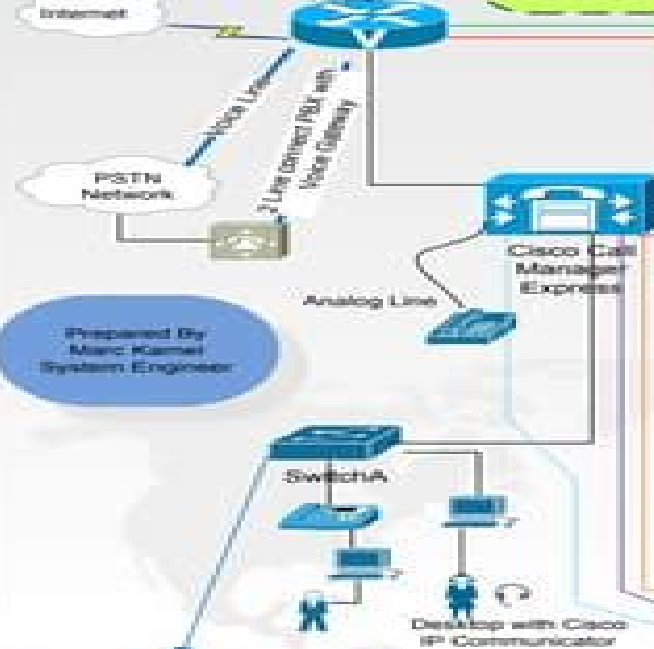 Internet
V
Voice Line
2 Line connect PBX with
Voice Gateway
PSTN
Network
Cisco Call
Manager
Express
Analog Line
Prepared By
Marc Kamel
System Engineer
SwitchA
Desktop with Cisco
IP Communicator